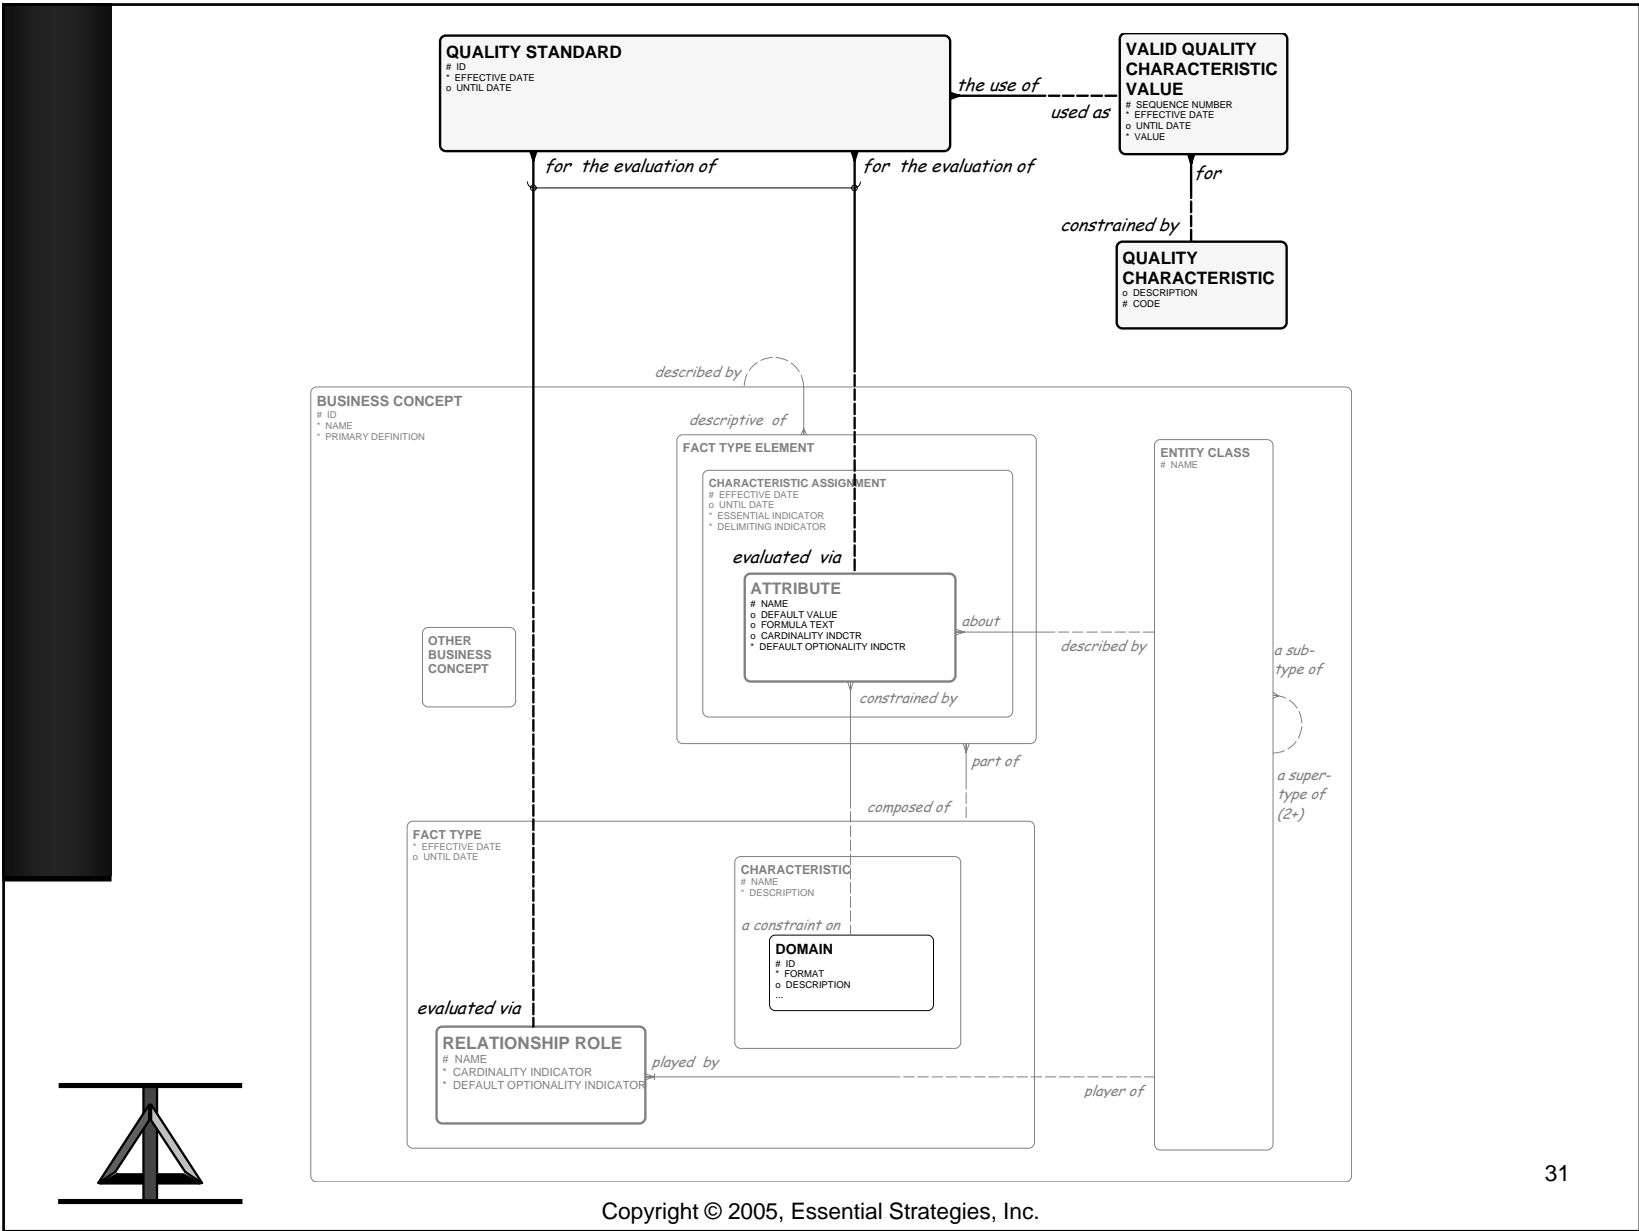 QUALITY STANDARD
# ID
* EFFECTIVE DATE
o UNTIL DATE
the use of
used as
VALID QUALITY
CHARACTERISTIC
VALUE
# SEQUENCE NUMBER
* EFFECTIVE DATE
o UNTIL DATE
* VALUE
for the evaluation of
for the evaluation of
for
constrained by
QUALITY
CHARACTERISTIC
o DESCRIPTION
# CODE
described by
BUSINESS CONCEPT
# ID
* NAME
* PRIMARY DEFINITION
descriptive of
FACT TYPE ELEMENT
ENTITY CLASS
# NAME
CHARACTERISTIC ASSIGNMENT
# EFFECTIVE DATE
o UNTIL DATE
* ESSENTIAL INDICATOR
* DELIMITING INDICATOR
evaluated via
ATTRIBUTE
# NAME
o DEFAULT VALUE
o FORMULA TEXT
o CARDINALITY INDCTR
* DEFAULT OPTIONALITY INDCTR
about
described by
OTHER
BUSINESS
CONCEPT
a sub-
type of
constrained by
part of
a super-
type of
(2+)
composed of
FACT TYPE
* EFFECTIVE DATE
o UNTIL DATE
CHARACTERISTIC
# NAME
* DESCRIPTION
a constraint on
DOMAIN
# ID
* FORMAT
o DESCRIPTION
...
evaluated via
RELATIONSHIP ROLE
# NAME
* CARDINALITY INDICATOR
* DEFAULT OPTIONALITY INDICATOR
played by
player of
31
Copyright © 2005, Essential Strategies, Inc.